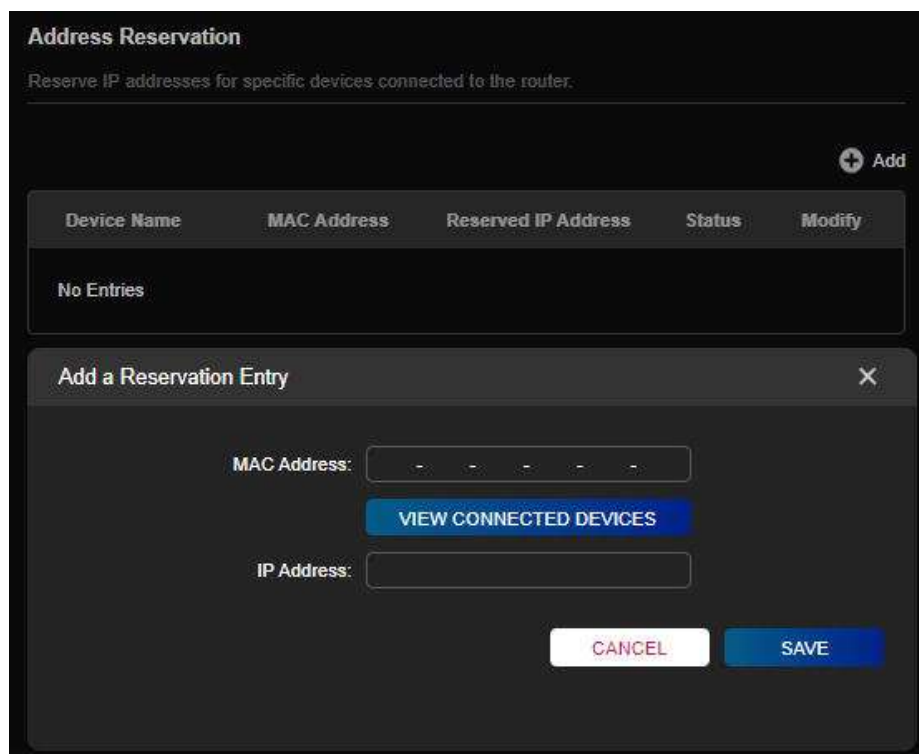 Address Reservation
Reserve IP addresses for specific devices connected to the router.
Add
Device Name MAC Address Reserved IP Address Status Modify
No Entries
Add a Reservation Entry
MAC Address: - - - - -
VIEW CONNECTED DEVICES
IP Address:
CANCEL SAVE